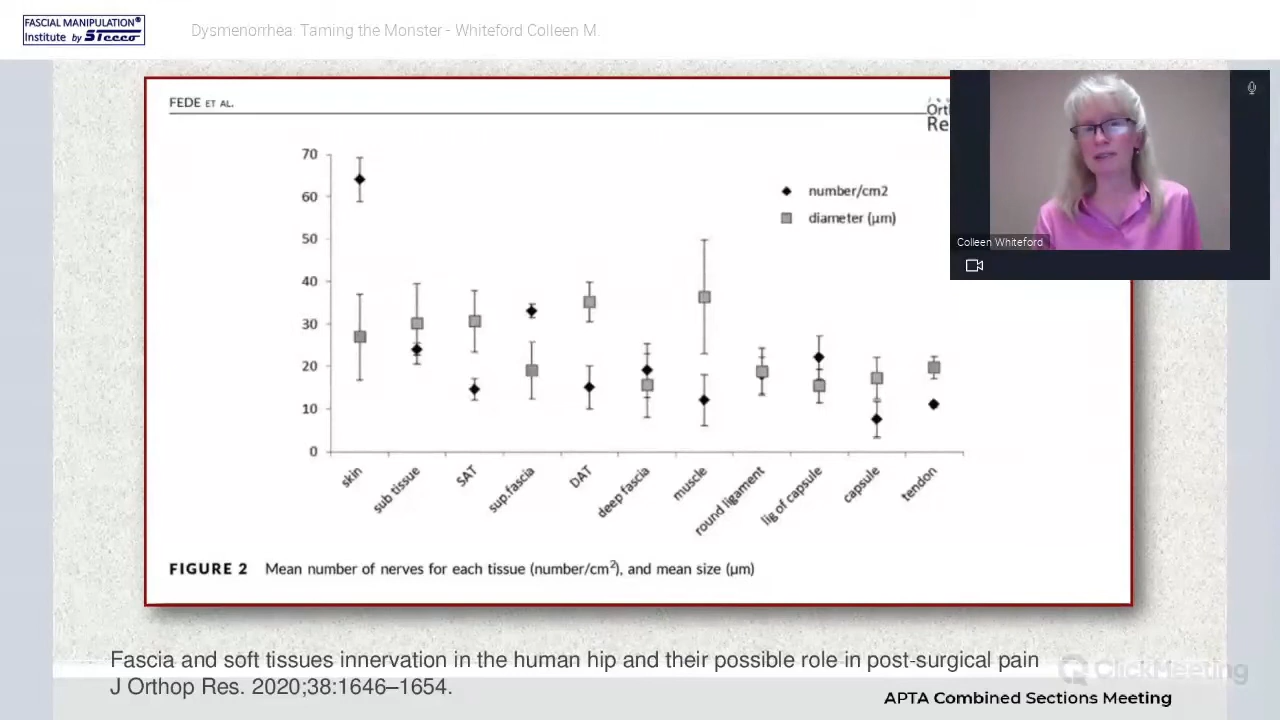 FASCIAL MANIPULATION®
Institute by Stecco
Dysmenorrhea: Taming the Monster - Whiteford Colleen M.
FEDE ET AL.
Ort
Re
70
60
50
40
30
20
10
0
number/cm2
diameter (µm)
skin
sub tissue
SAT
sup.fascia
DAT
deep fascia
muscle
round ligament
lig of capsule
capsule
tendon
FIGURE 2 Mean number of nerves for each tissue (number/cm²), and mean size (µm)
Colleen Whiteford
Fascia and soft tissues innervation in the human hip and their possible role in post-surgical pain
J Orthop Res. 2020;38:1646–1654.
ClickMeeting
APTA Combined Sections Meeting